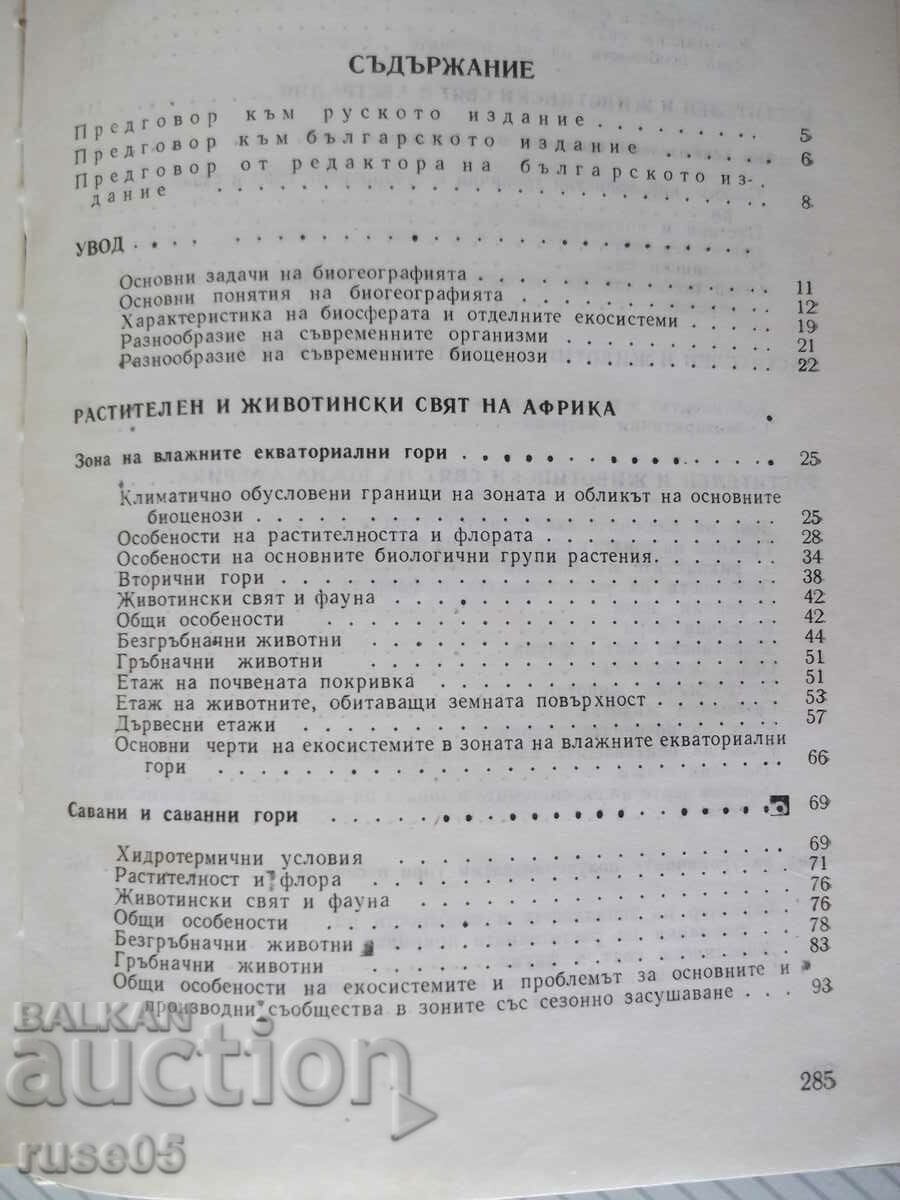 СЪДЪРЖАНИЕ
Предговор към руското издание . . . . . . . . . 5
Предговор към българското издание . . . . . . 6
Предговор от редактора на българското из-
дание . . . . . . . . . . . . . . . . . . . . 8
УВОД . . . . . . . . . . . . . . . . . . . .
Основни задачи на биогеографията . . . . . . . . . . . . . 11
Основни понятия на биогеографията . . . . . . . . . . . . 12
Характеристика на биосферата и отделните екосистеми . . . . . 19
Разнообразие на съвременните организми . . . . . . . . . . 21
Разнообразие на съвременните биоценози . . . . . . . . . . 22
РАСТИТЕЛЕН И ЖИВОТИНСКИ СВЯТ НА АФРИКА .
Зона на влажните екваториални гори . . . . . . . . . . . . . 25
Климатично обусловени граници на зоната и обликът на основните
биоценози . . . . . . . . . . . . . . . . . . . . . . . 25
Особености на растителността и флората . . . . . . . . . . 28
Особености на основните биологични групи растения. . . . . . 34
Вторични гори . . . . . . . . . . . . . . . . . . . . . . 38
Животински свят и фауна . . . . . . . . . . . . . . . . . 42
Общи особености . . . . . . . . . . . . . . . . . . . . 42
Безгръбначни животни . . . . . . . . . . . . . . . . . . 44
Гръбначни животни . . . . . . . . . . . . . . . . . . . 51
Етаж на почвената покривка . . . . . . . . . . . . . . . 51
Етаж на животните, обитаващи земната повърхност . . . . . . 53
Дървесни етажи . . . . . . . . . . . . . . . . . . . . . 57
Основни черти на екосистемите в зоната на влажните екваториални
гори . . . . . . . . . . . . . . . . . . . . . . . . . 66
Савани и саванни гори . . . . . . . . . . . . . . . . . . . 69
Хидротермични условия . . . . . . . . . . . . . . . . . . 69
Растителност и флора . . . . . . . . . . . . . . . . . . 71
Животински свят и фауна . . . . . . . . . . . . . . . . . 76
Общи особености . . . . . . . . . . . . . . . . . . . . 76
Безгръбначни животни . . . . . . . . . . . . . . . . . . 78
Гръбначни животни . . . . . . . . . . . . . . . . . . . 83
Общи особености на екосистемите и проблемът за основните и
производни съобщества в зоните със сезонно засушаване . . . 93
285
BALKAN
auction
ruse05